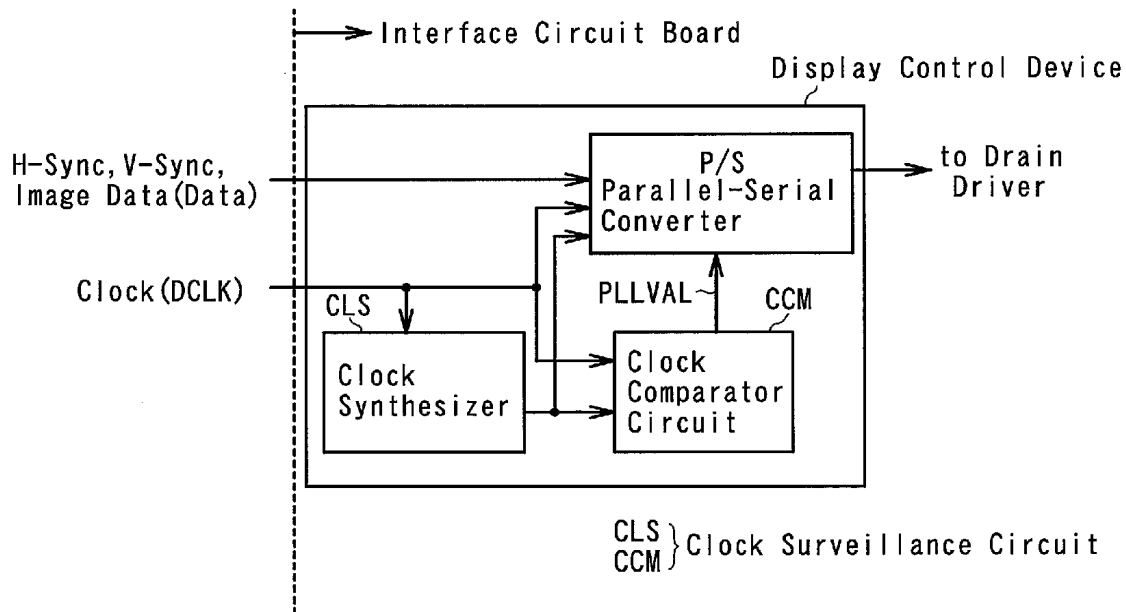 Interface Circuit Board
Display Control Device
H-Sync, V-Sync,
Image Data(Data)
P/S
Parallel-Serial
Converter
to Drain
Driver
Clock(DCLK)
PLLVAL
CLS
CCM
Clock
Synthesizer
Clock
Comparator
Circuit
CLS
CCM
Clock Surveillance Circuit